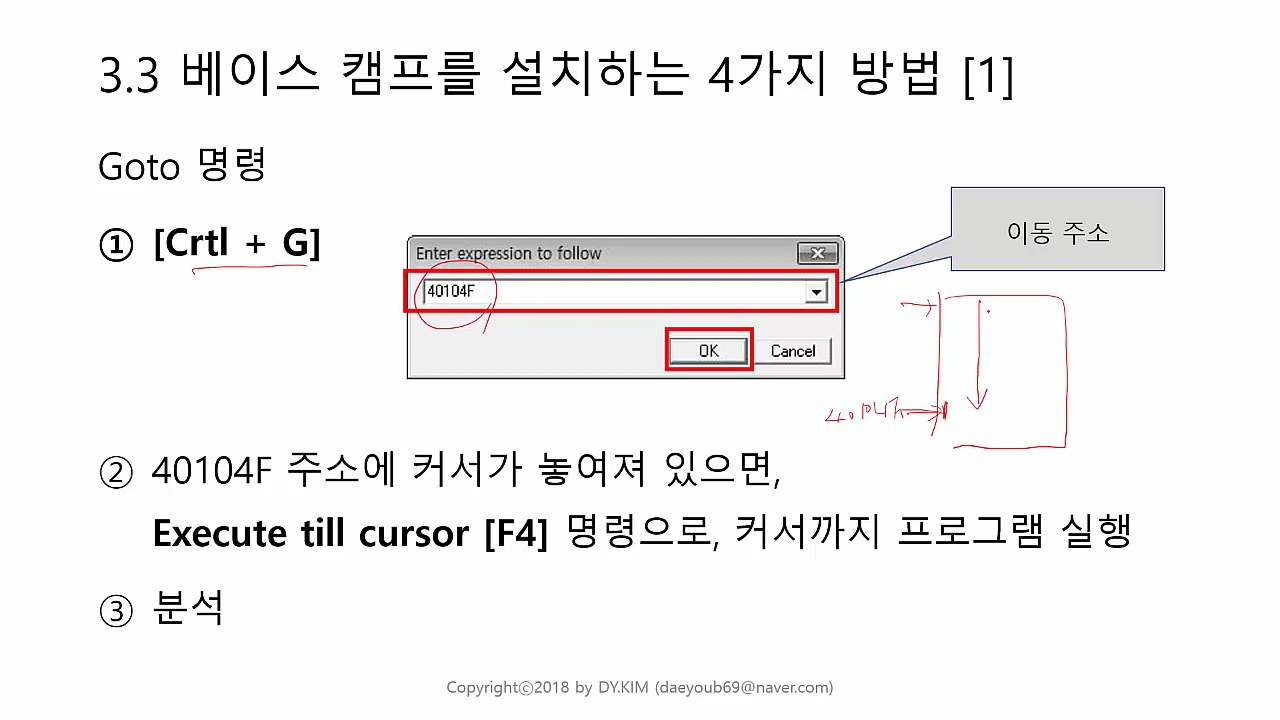 3.3 베이스 캠프를 설치하는 4가지 방법 [1]
Goto 명령
① [Crtl + G]
Enter expression to follow
40104F
OK Cancel
이동 주소
② 40104F 주소에 커서가 놓여져 있으면,
Execute till cursor [F4] 명령으로, 커서까지 프로그램 실행
③ 분석
Copyrightⓒ2018 by DY.KIM (daeyoub69@naver.com)